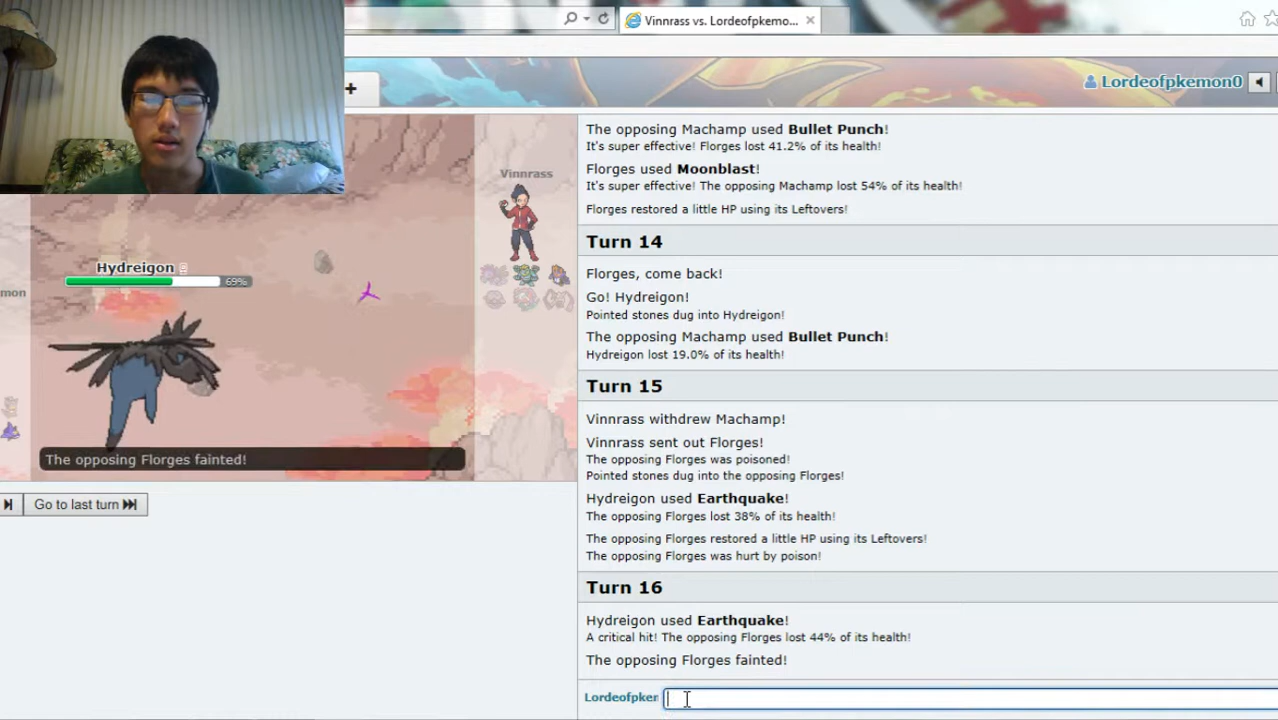 Vinnrass vs. Lordeofpkemo...
+
Lordeofpkemon0
The opposing Machamp used Bullet Punch!
It's super effective! Florges lost 41.2% of its health!
Florges used Moonblast!
It's super effective! The opposing Machamp lost 54% of its health!
Florges restored a little HP using its Leftovers!
Turn 14
Florges, come back!
Go! Hydreigon!
Pointed stones dug into Hydreigon!
The opposing Machamp used Bullet Punch!
Hydreigon lost 19.0% of its health!
Turn 15
Vinnrass withdrew Machamp!
Vinnrass sent out Florges!
The opposing Florges was poisoned!
Pointed stones dug into the opposing Florges!
Hydreigon used Earthquake!
The opposing Florges lost 38% of its health!
The opposing Florges restored a little HP using its Leftovers!
The opposing Florges was hurt by poison!
Turn 16
Hydreigon used Earthquake!
A critical hit! The opposing Florges lost 44% of its health!
The opposing Florges fainted!
Lordeofpkem
Vinnrass
Hydreigon
69%
mon
The opposing Florges fainted!
Go to last turn